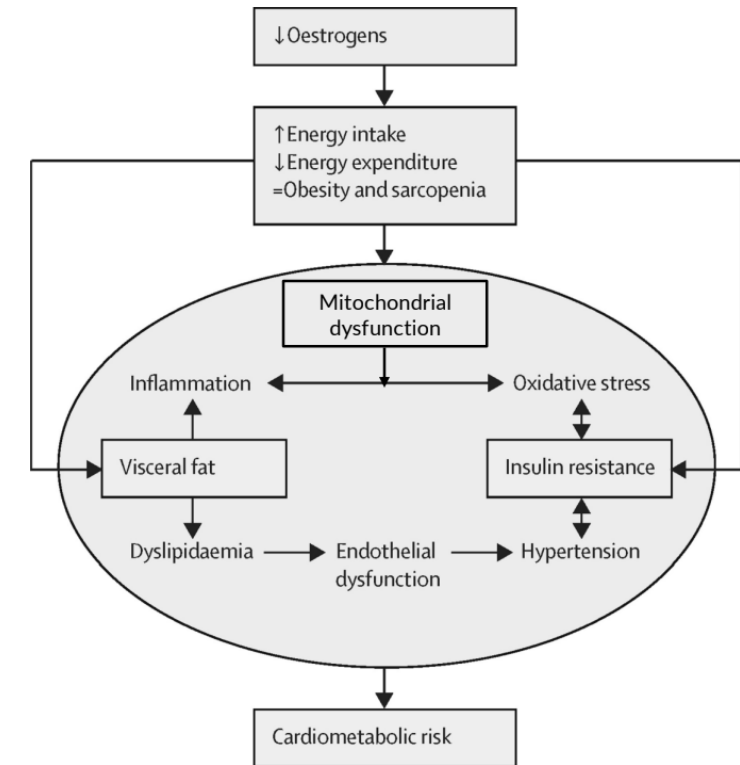 ↓Oestrogens
↑Energy intake
↓Energy expenditure
=Obesity and sarcopenia
Mitochondrial
dysfunction
Inflammation
Oxidative stress
Visceral fat
Insulin resistance
Dyslipidaemia
Endothelial
dysfunction
Hypertension
Cardiometabolic risk